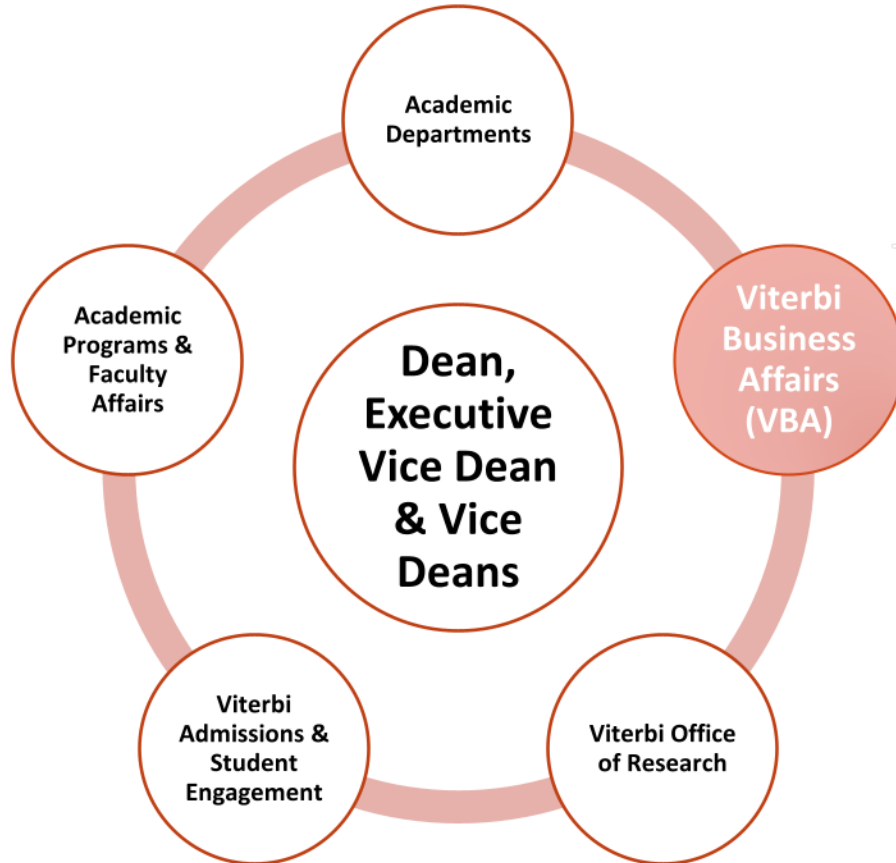 Academic
Departments
Viterbi
Business
Affairs
(VBA)
Academic
Programs &
Faculty
Affairs
Dean,
Executive
Vice Dean
& Vice
Deans
Viterbi
Admissions &
Student
Engagement
Viterbi Office
of Research